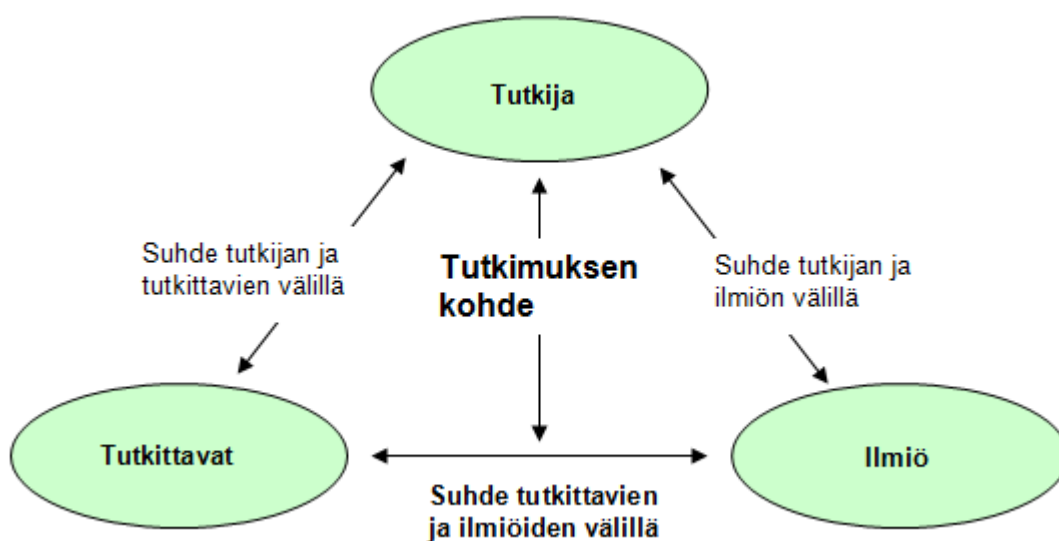 Tutkija
Suhde tutkijan ja
tutkittavien välillä
Tutkimuksen
kohde
Suhde tutkijan ja
ilmiön välillä
Tutkittavat
Ilmiö
Suhde tutkittavien
ja ilmiöiden välillä